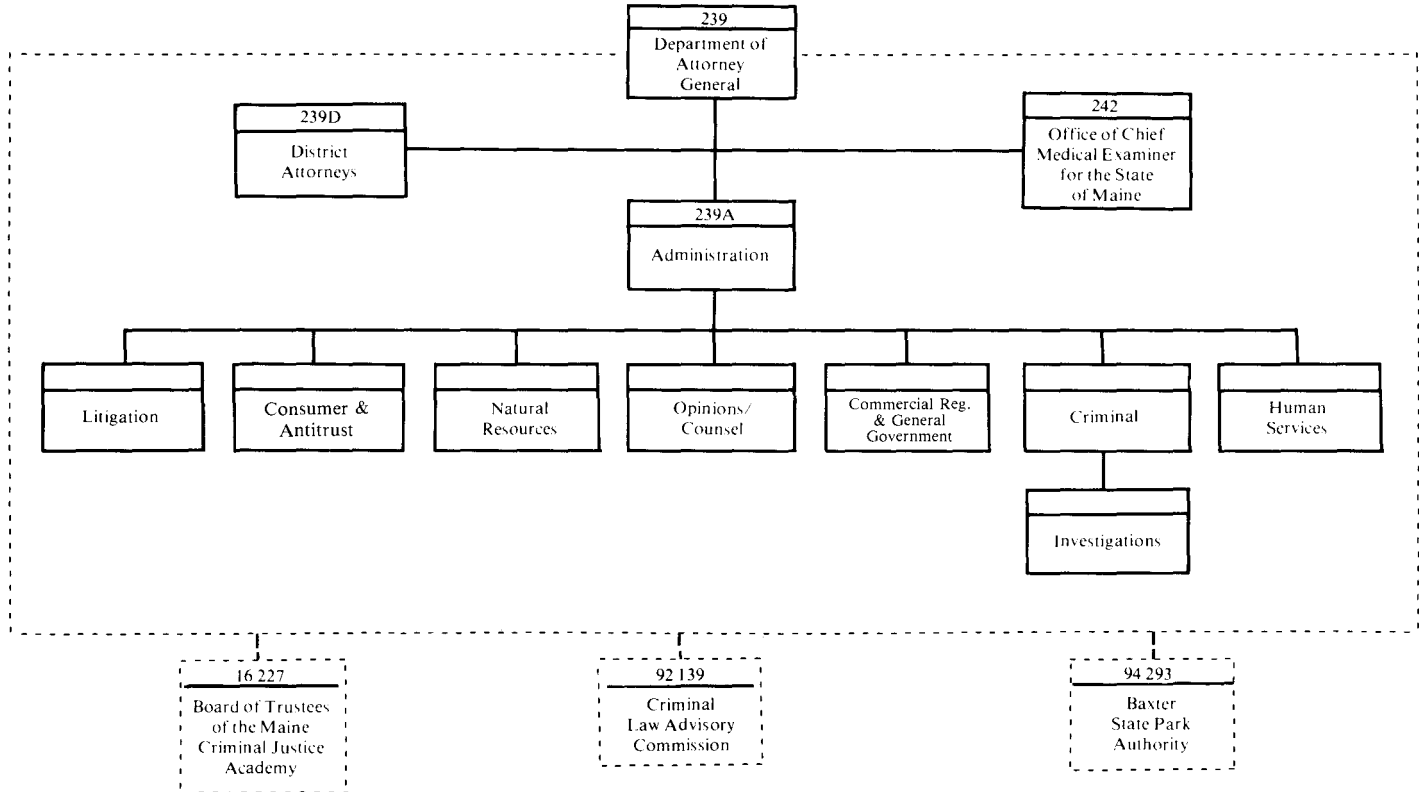 239
Department of
Attorney
General
239D
District
Attorneys
242
Office of Chief
Medical Examiner
for the State
of Maine
239A
Administration
Litigation
Consumer &
Antitrust
Natural
Resources
Opinions/
Counsel
Commercial Reg.
& General
Government
Criminal
Human
Services
Investigations
16 227
Board of Trustees
of the Maine
Criminal Justice
Academy
92 139
Criminal
Law Advisory
Commission
94 293
Baxter
State Park
Authority